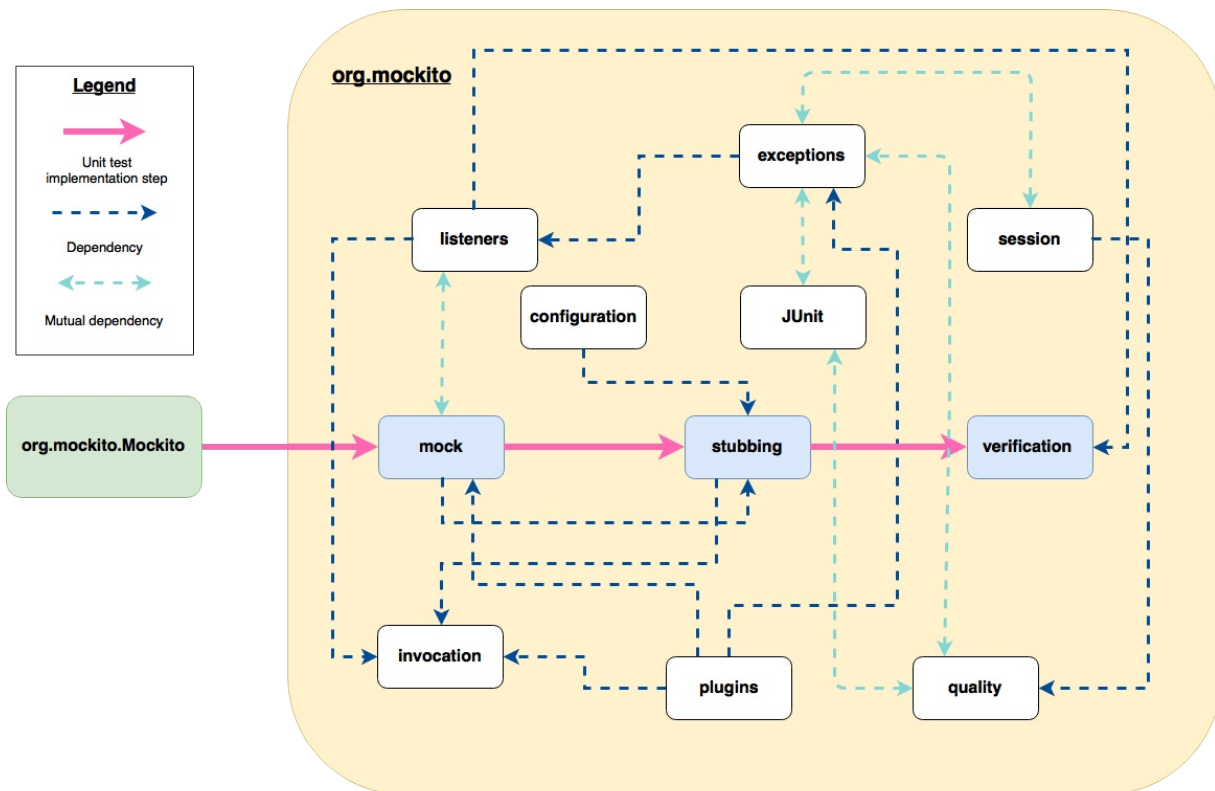 org.mockito
Legend
Unit test
implementation step
Dependency
Mutual dependency
exceptions
listeners
session
configuration
JUnit
org.mockito.Mockito
mock
stubbing
verification
invocation
plugins
quality